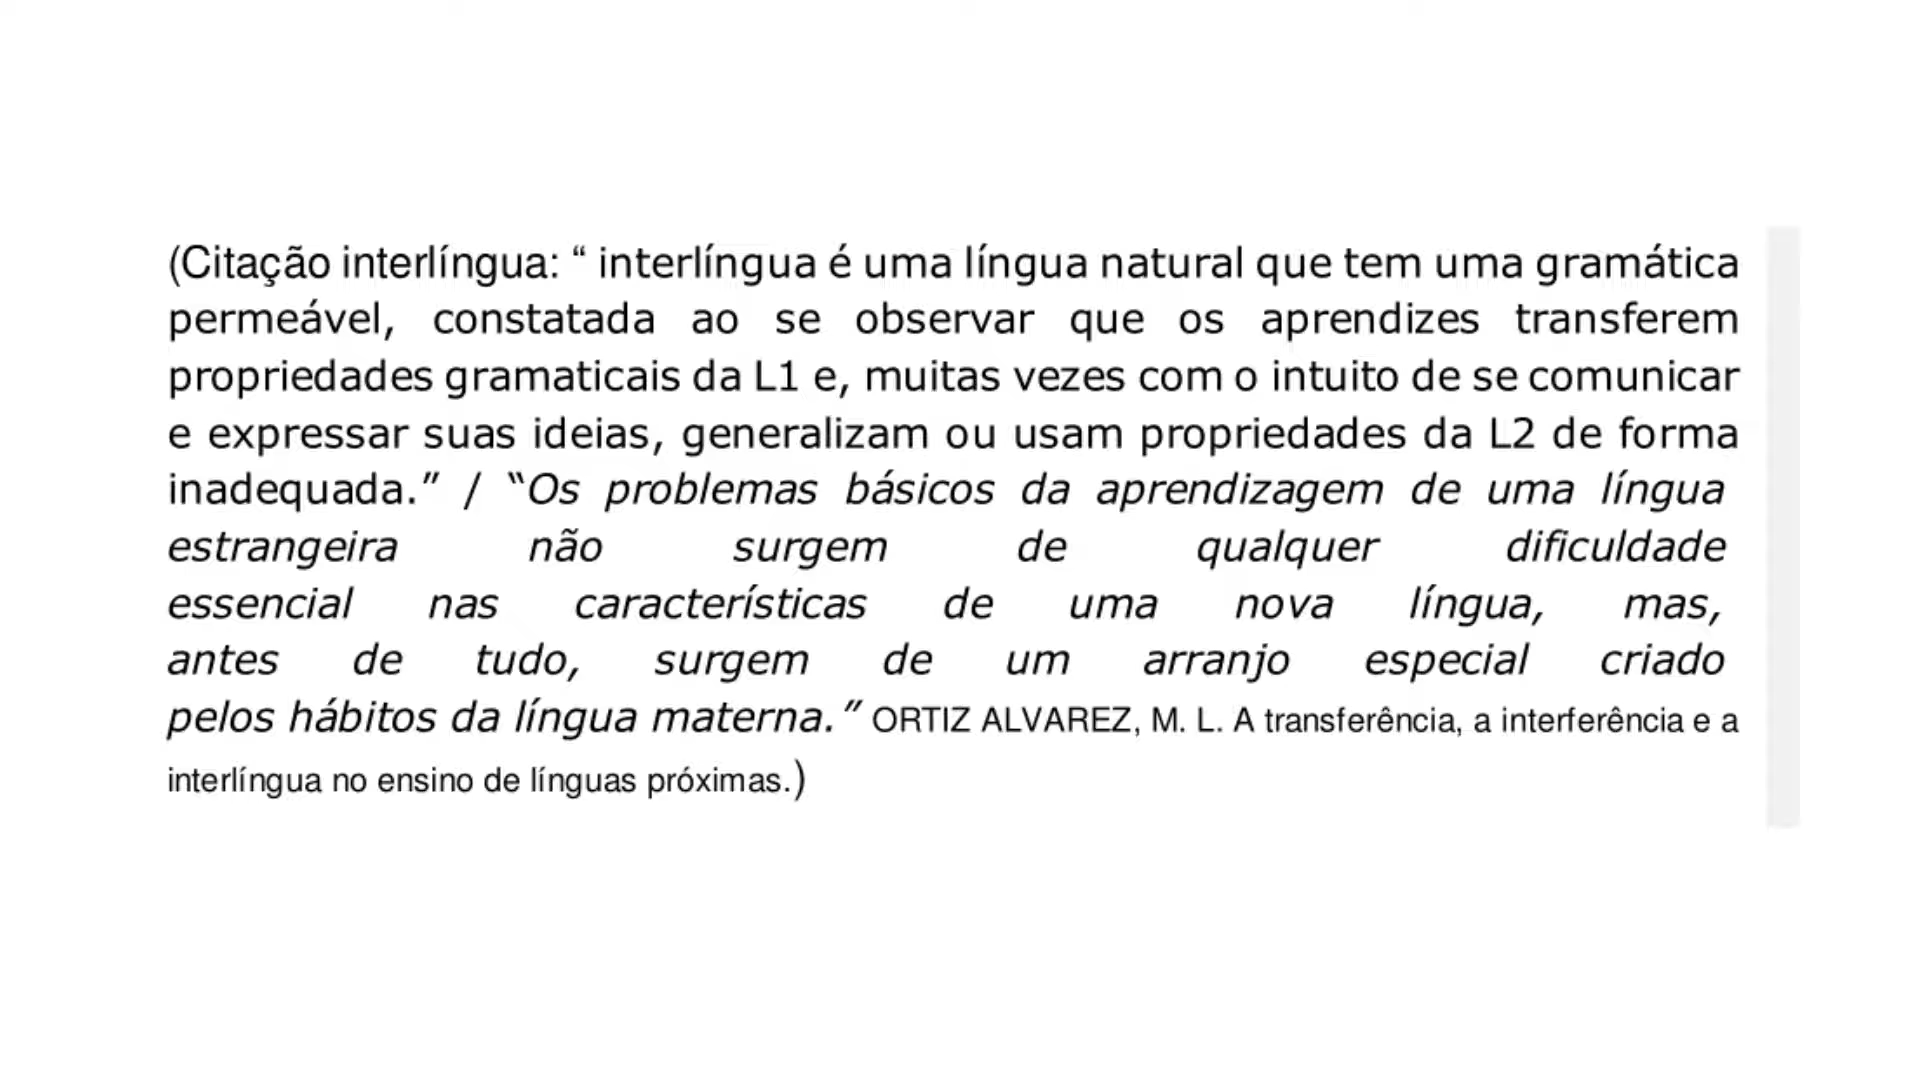 (Citação interlíngua: “ interlíngua é uma língua natural que tem uma gramática
permeável, constatada ao se observar que os aprendizes transferem
propriedades gramaticais da L1 e, muitas vezes com o intuito de se comunicar
e expressar suas ideias, generalizam ou usam propriedades da L2 de forma
inadequada.” / “Os problemas básicos da aprendizagem de uma língua
estrangeira não surgem de qualquer dificuldade
essencial nas características de uma nova língua, mas,
antes de tudo, surgem de um arranjo especial criado
pelos hábitos da língua materna.” ORTIZ ALVAREZ, M. L. A transferência, a interferência e a
interlíngua no ensino de línguas próximas.)